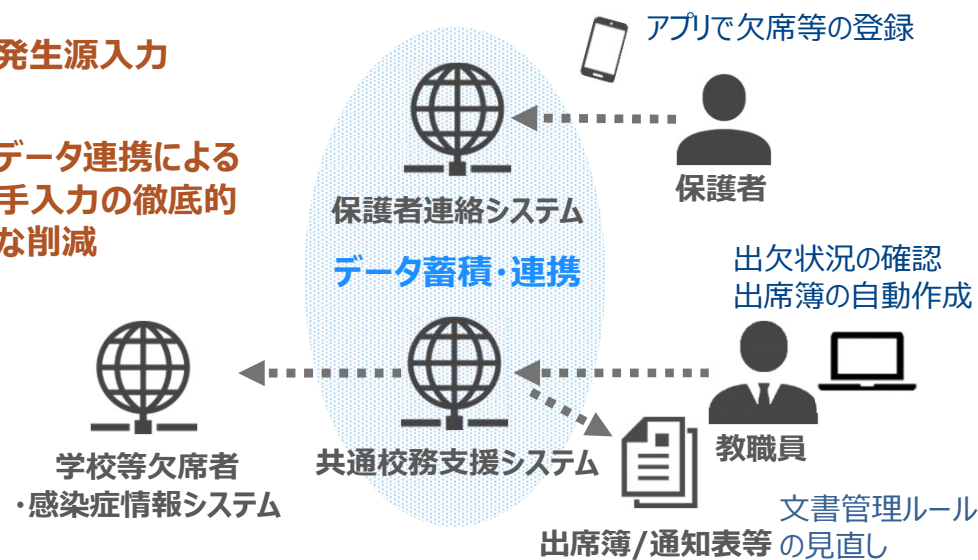 発生源入力
データ連携による
手入力の徹底的
な削減
アプリで欠席等の登録
保護者
保護者連絡システム
データ蓄積・連携
出欠状況の確認
出席簿の自動作成
教職員
共通校務支援システム
学校等欠席者
・感染症情報システム
出席簿/通知表等
文書管理ルール
の見直し